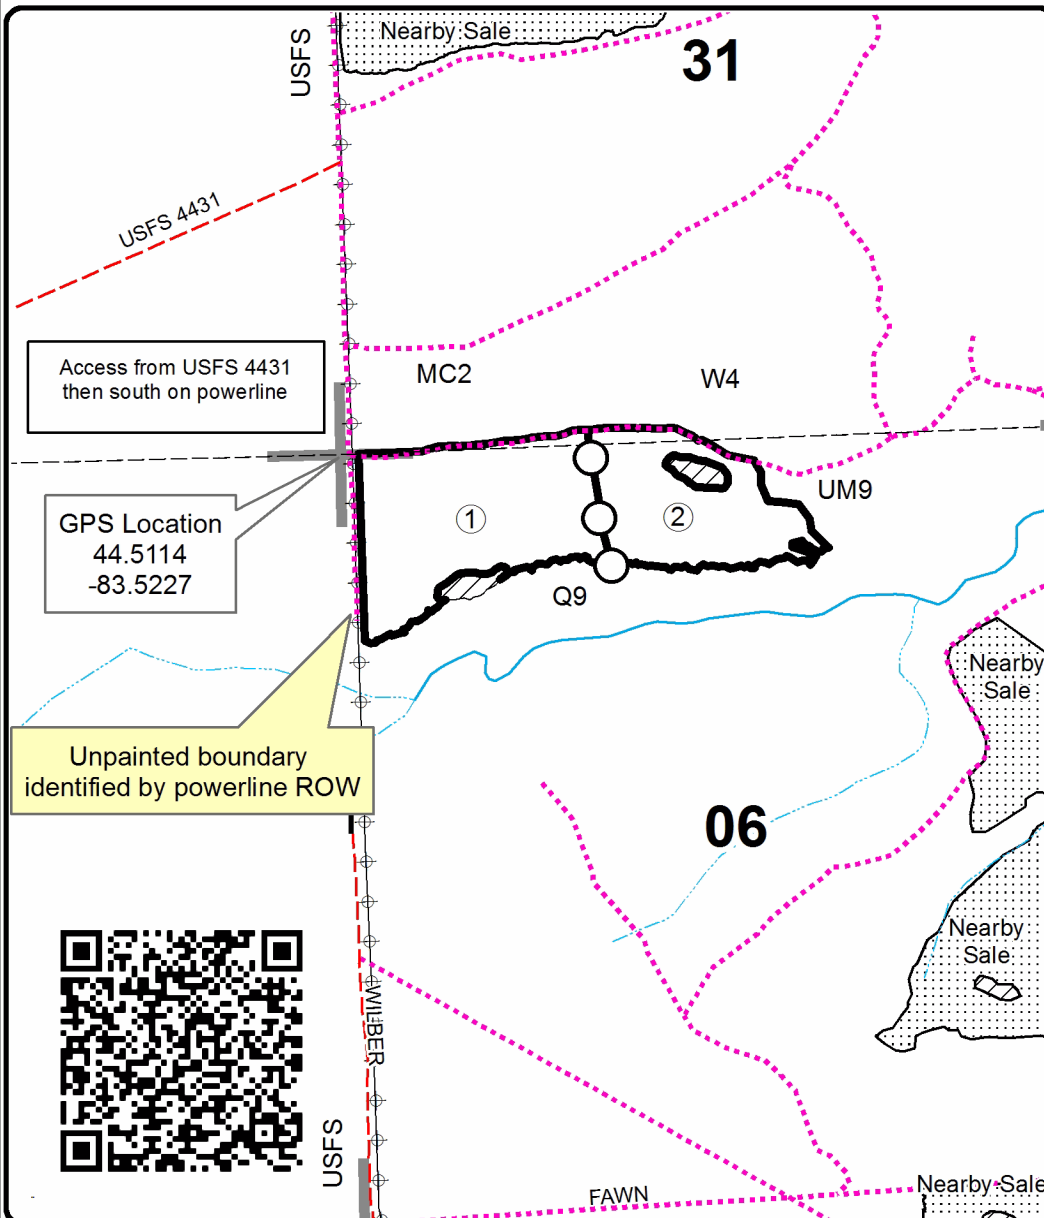 Nearby Sale
USFS
31
USFS 4431
Access from USFS 4431
then south on powerline
MC2
W4
GPS Location
44.5114
-83.5227
1
2
UM9
Q9
Nearby
Sale
Unpainted boundary
identified by powerline ROW
06
Nearby
Sale
WILBER
USFS
FAWN
Nearby Sale